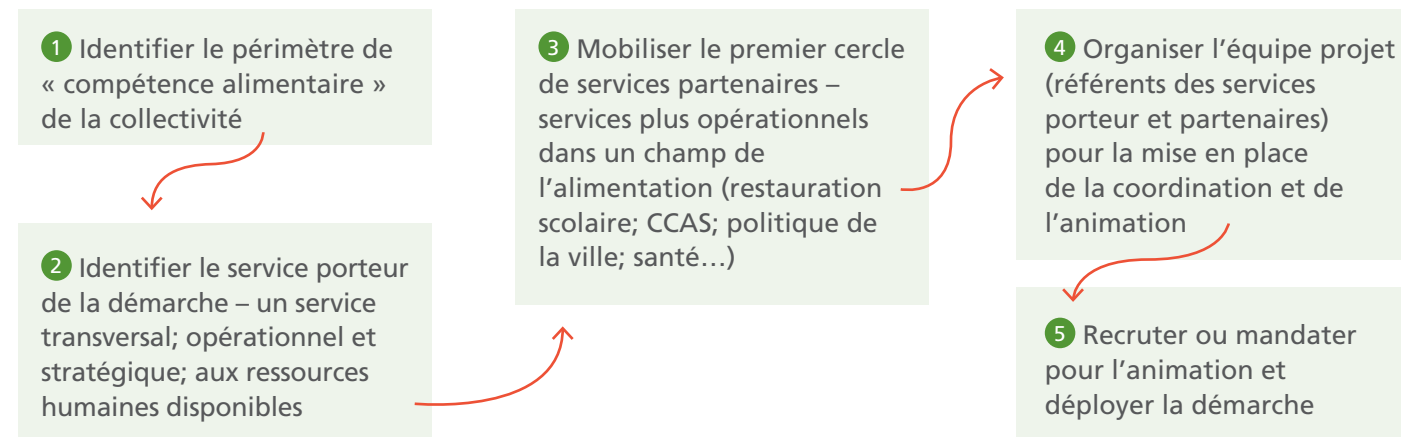 1 Identifier le périmètre de
« compétence alimentaire »
de la collectivité
2 Identifier le service porteur
de la démarche – un service
transversal; opérationnel et
stratégique; aux ressources
humaines disponibles
3 Mobiliser le premier cercle
de services partenaires –
services plus opérationnels
dans un champ de
l’alimentation (restauration
scolaire; CCAS; politique de
la ville; santé…)
4 Organiser l’équipe projet
(référents des services
porteur et partenaires)
pour la mise en place
de la coordination et de
l’animation
5 Recruter ou mandater
pour l’animation et
déployer la démarche